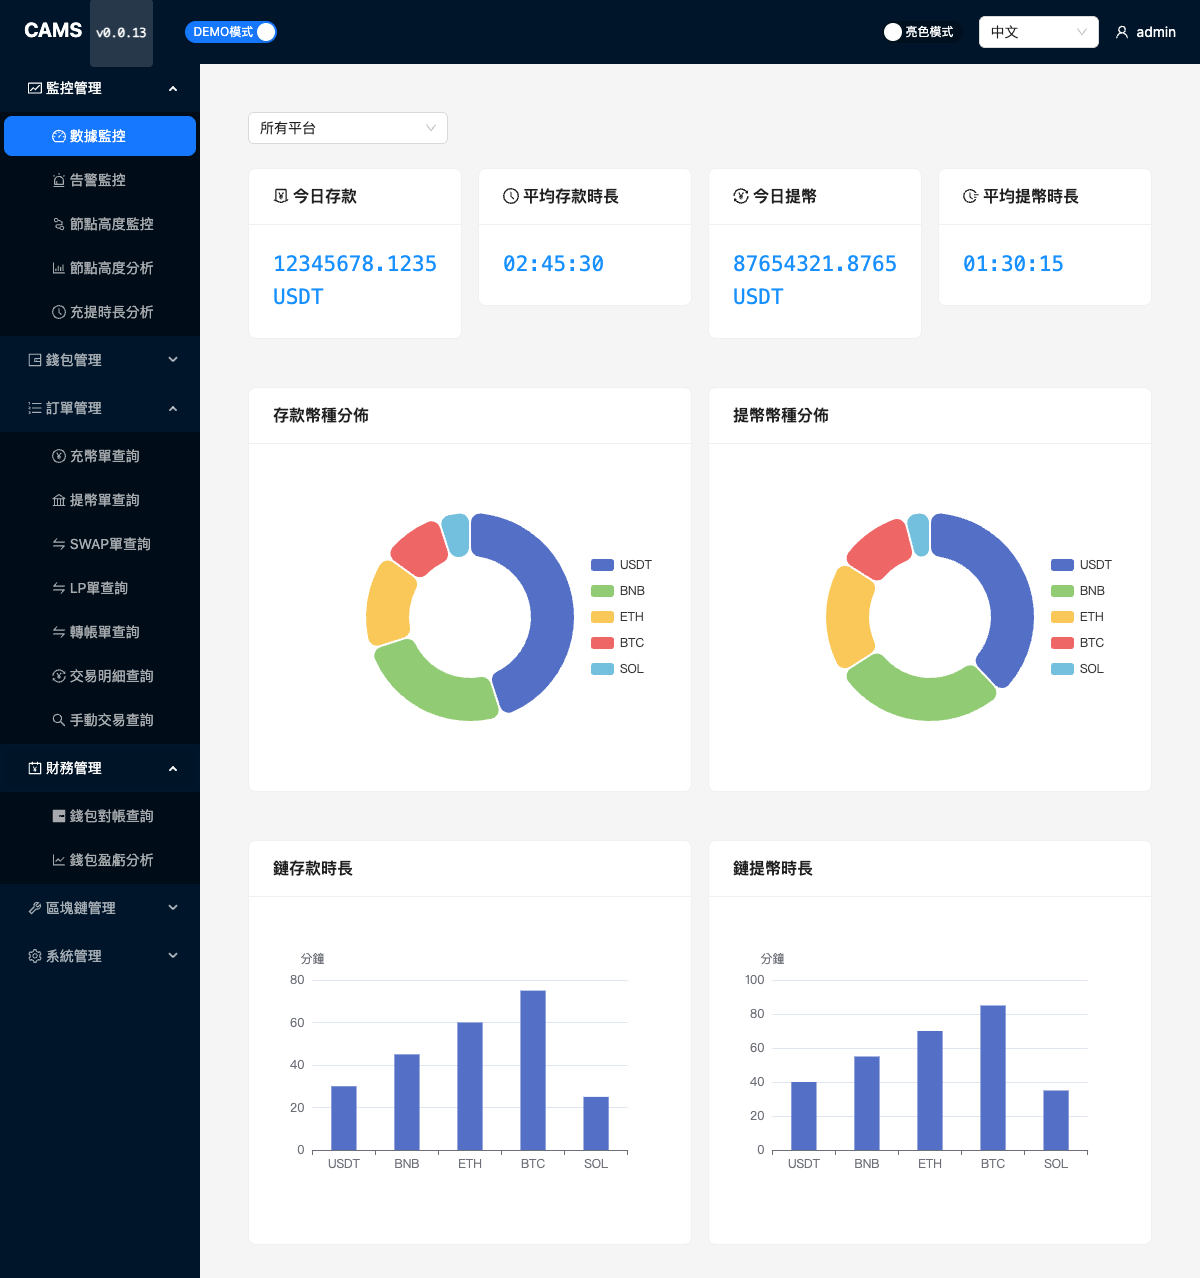 CAMS
v0.0.13
DEMO模式
亮色模式
中文
admin
監控管理
數據監控
告警監控
節點高度監控
節點高度分析
充提時長分析
錢包管理
訂單管理
充幣單查詢
提幣單查詢
SWAP單查詢
LP單查詢
轉帳單查詢
交易明細查詢
手動交易查詢
財務管理
錢包對帳查詢
錢包盈虧分析
區塊鏈管理
系統管理
所有平台
今日存款
12345678.1235
USDT
平均存款時長
02:45:30
今日提幣
87654321.8765
USDT
平均提幣時長
01:30:15
存款幣種分佈
USDT
BNB
ETH
BTC
SOL
提幣幣種分佈
USDT
BNB
ETH
BTC
SOL
鏈存款時長
分鐘
80
60
40
20
0
USDT BNB ETH BTC SOL
鏈提幣時長
分鐘
100
80
60
40
20
0
USDT BNB ETH BTC SOL